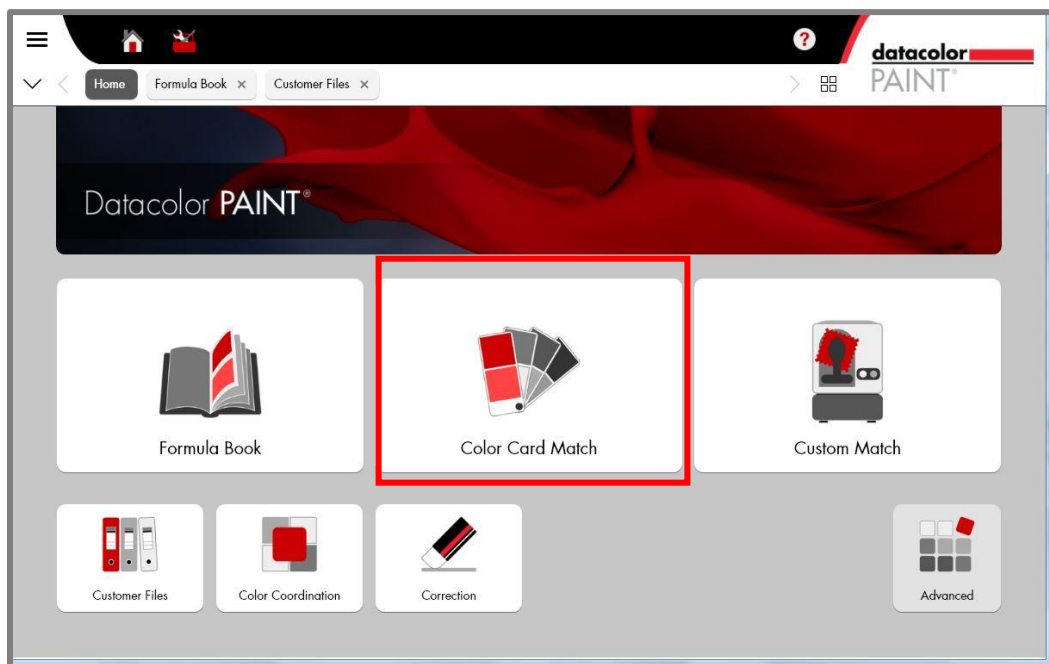 ?
datacolor
PAINT®
Home
Formula Book ×
Customer Files ×
Datacolor PAINT®
Formula Book
Color Card Match
Custom Match
Customer Files
Color Coordination
Correction
Advanced